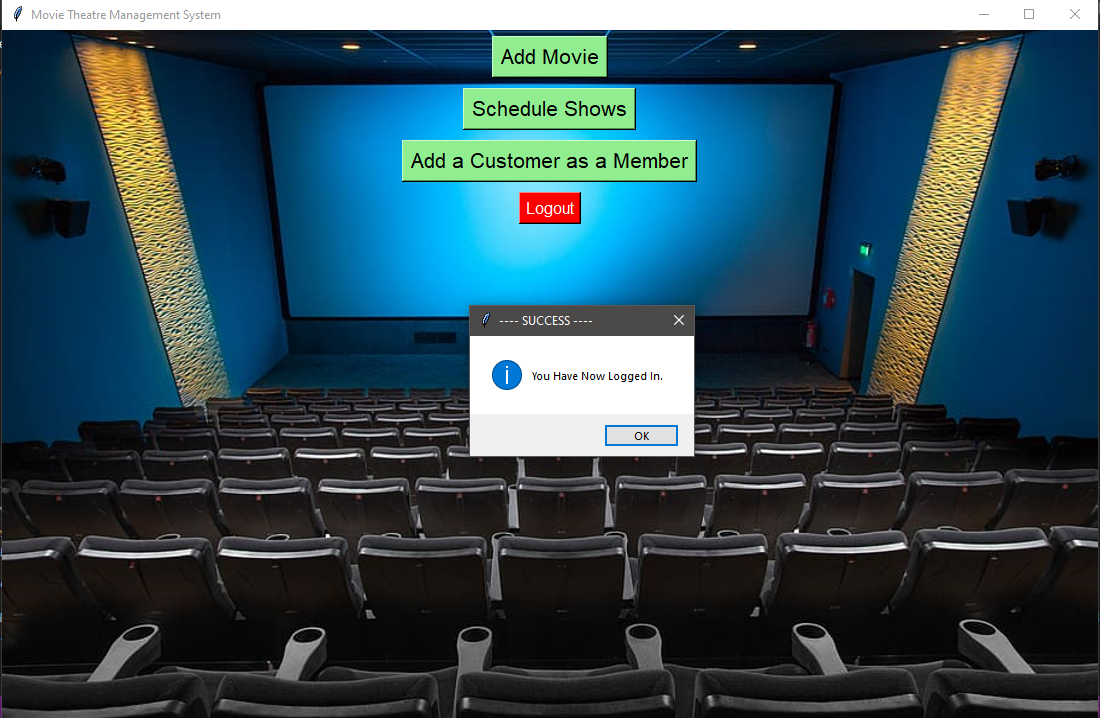 Movie Theatre Management System
Add Movie
Schedule Shows
Add a Customer as a Member
Logout
---- SUCCESS ----
You Have Now Logged In.
OK